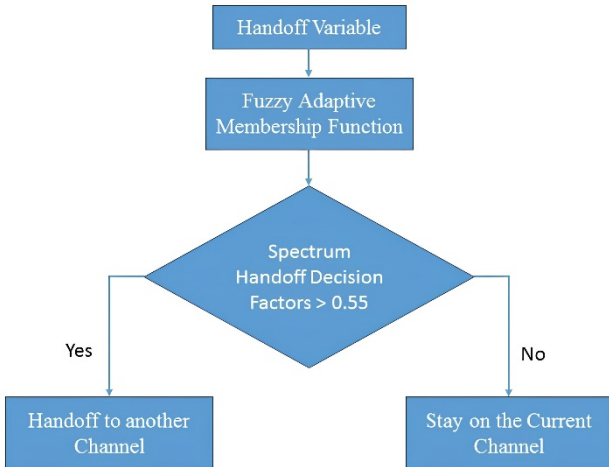 Handoff Variable
Fuzzy Adaptive
Membership Function
Spectrum
Handoff Decision
Factors > 0.55
Yes
No
Handoff to another
Channel
Stay on the Current
Channel